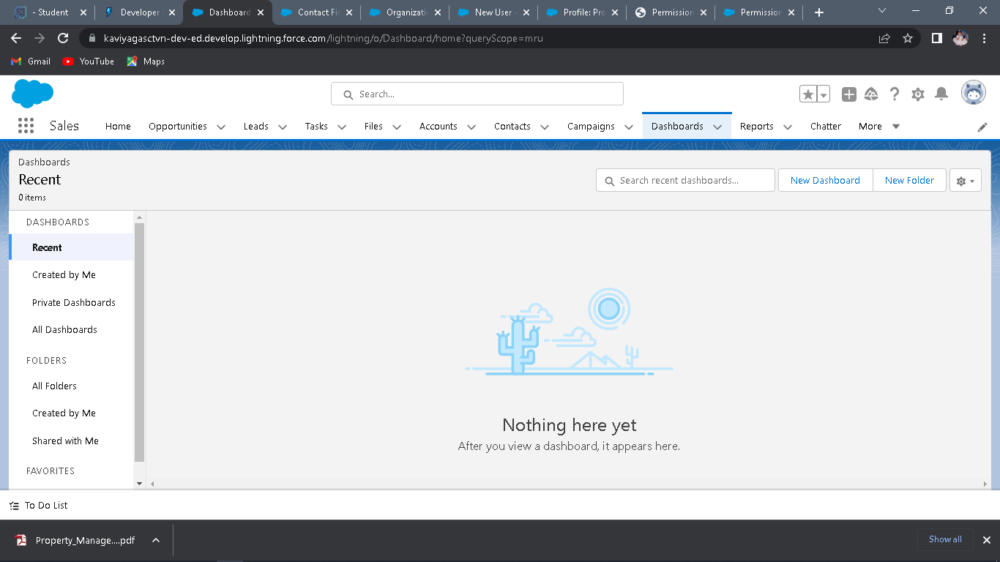 - Student
Developer
Dashboard
Contact Fi
Organizati
New User -
Profile: Pro
Permission
Permission
kaviyagasctvn-dev-ed.develop.lightning.force.com/lightning/o/Dashboard/home?queryScope=mru
Gmail YouTube Maps
Search...
Sales Home Opportunities Leads Tasks Files Accounts Contacts Campaigns Dashboards Reports Chatter More
Dashboards
Recent
0 items
Search recent dashboards...
New Dashboard
New Folder
DASHBOARDS
Recent
Created by Me
Private Dashboards
All Dashboards
FOLDERS
All Folders
Created by Me
Shared with Me
FAVORITES
Nothing here yet
After you view a dashboard, it appears here.
To Do List
Property_Manage....pdf
Show all